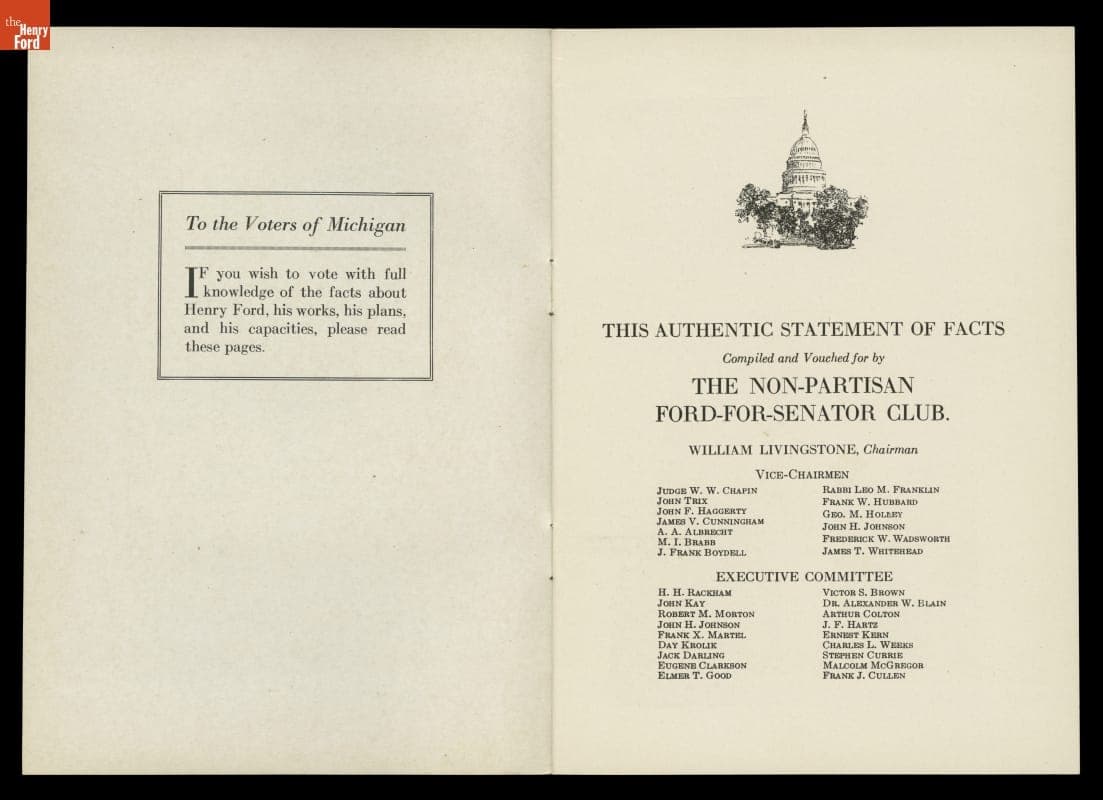 the
Henry
Ford
To the Voters of Michigan
IF you wish to vote with full
knowledge of the facts about
Henry Ford, his works, his plans,
and his capacities, please read
these pages.
THIS AUTHENTIC STATEMENT OF FACTS
Compiled and Vouched for by
THE NON-PARTISAN
FORD-FOR-SENATOR CLUB.
WILLIAM LIVINGSTONE, Chairman
VICE-CHAIRMEN
JUDGE W. W. CHAPIN
JOHN TRIX
JOHN F. HAGGERTY
JAMES V. CUNNINGHAM
A. A. ALBRECHT
M. I. BRABB
J. FRANK BOYDELL
RABBI LEO M. FRANKLIN
FRANK W. HUBBARD
GEO. M. HOLLEY
JOHN H. JOHNSON
FREDERICK W. WADSWORTH
JAMES T. WHITEHEAD
EXECUTIVE COMMITTEE
H. H. RACKHAM
JOHN KAY
ROBERT M. MORTON
JOHN H. JOHNSON
FRANK X. MARTEL
DAY KROLIK
JACK DARLING
EUGENE CLARKSON
ELMER T. GOOD
VICTOR S. BROWN
DR. ALEXANDER W. BLAIN
ARTHUR COLTON
J. F. HARTZ
ERNEST KERN
CHARLES L. WEEKS
STEPHEN CURRIE
MALCOLM MCGREGOR
FRANK J. CULLEN